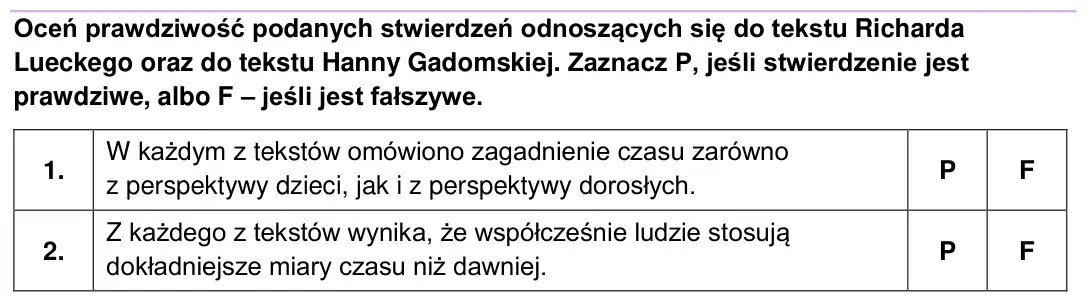 Oceń prawdziwość podanych stwierdzeń odnoszących się do tekstu Richarda
Lueckego oraz do tekstu Hanny Gadomskiej. Zaznacz P, jeśli stwierdzenie jest
prawdziwe, albo F – jeśli jest fałszywe.
1. W każdym z tekstów omówiono zagadnienie czasu zarówno P F
z perspektywy dzieci, jak i z perspektywy dorosłych.
2. Z każdego z tekstów wynika, że współcześnie ludzie stosują P F
dokładniejsze miary czasu niż dawniej.